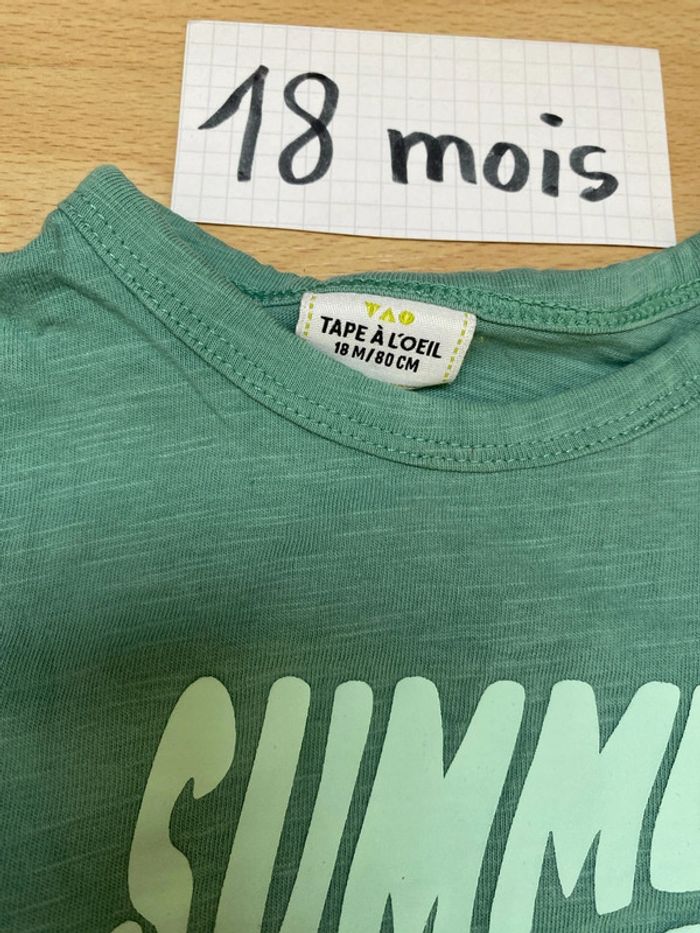 18 mois
TAO
TAPE À L'OEIL
18 M/80 CM